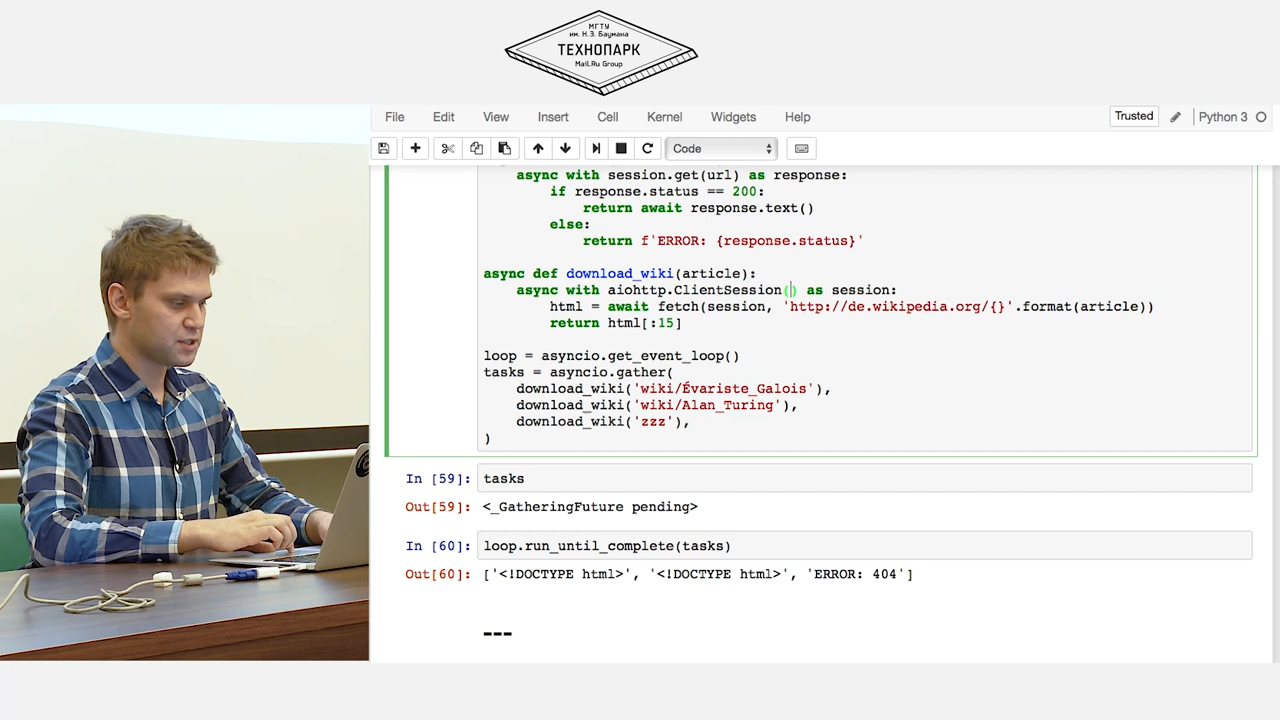 МГТУ
им. Н.Э. Баумана
ТЕХНОПАРК
Mail.Ru Group
File Edit View Insert Cell Kernel Widgets Help
Trusted Python 3
Code
async with session.get(url) as response:
if response.status == 200:
return await response.text()
else:
return f'ERROR: {response.status}'
async def download_wiki(article):
async with aiohttp.ClientSession() as session:
html = await fetch(session, 'http://de.wikipedia.org/{}'.format(article))
return html[:15]
loop = asyncio.get_event_loop()
tasks = asyncio.gather(
download_wiki('wiki/Évariste_Galois'),
download_wiki('wiki/Alan_Turing'),
download_wiki('zzz'),
)
In [59]: tasks
Out[59]: <_GatheringFuture pending>
In [60]: loop.run_until_complete(tasks)
Out[60]: ['<!DOCTYPE html>', '<!DOCTYPE html>', 'ERROR: 404']
---